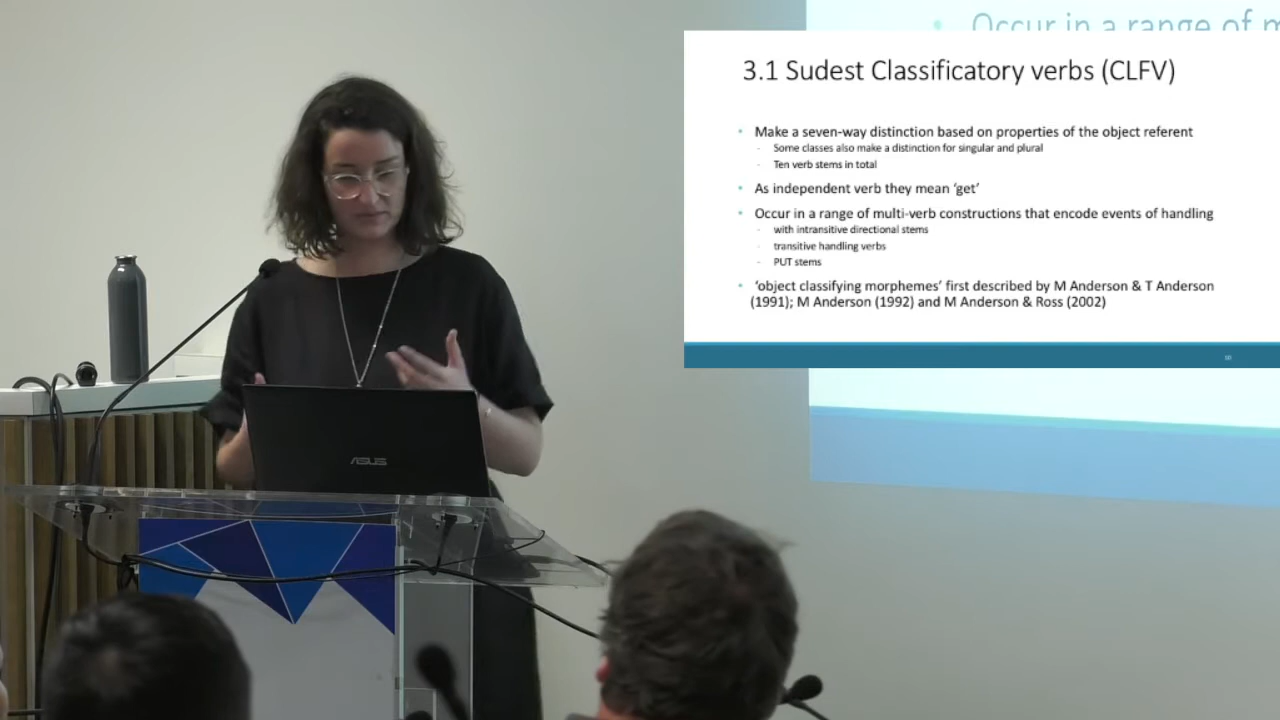 Occur in a range of m
3.1 Sudest Classificatory verbs (CLFV)
Make a seven-way distinction based on properties of the object referent
Some classes also make a distinction for singular and plural
Ten verb stems in total
As independent verb they mean ‘get’
Occur in a range of multi-verb constructions that encode events of handling
with intransitive directional stems
transitive handling verbs
PUT stems
‘object classifying morphemes’ first described by M Anderson & T Anderson
(1991); M Anderson (1992) and M Anderson & Ross (2002)
ASUS